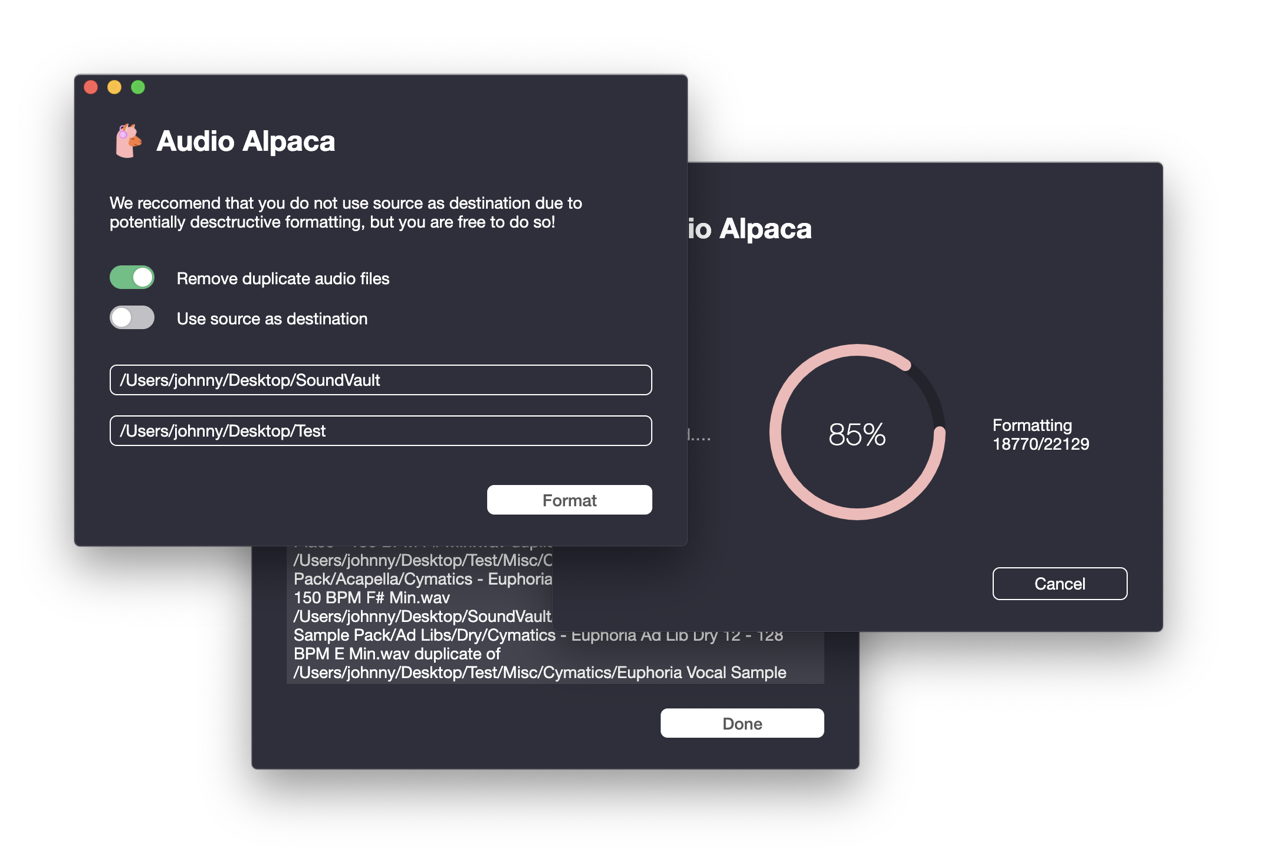 Audio Alpaca
We reccomend that you do not use source as destination due to
potentially desctructive formatting, but you are free to do so!
Remove duplicate audio files
Use source as destination
/Users/johnny/Desktop/SoundVault
/Users/johnny/Desktop/Test
Format
io Alpaca
85%
Formatting
18770/22129
Cancel
/Users/johnny/Desktop/Test/Misc/C
Pack/Acapella/Cymatics - Euphoria
150 BPM F# Min.wav
/Users/johnny/Desktop/SoundVault
Sample Pack/Ad Libs/Dry/Cymatics - Euphoria Ad Lib Dry 12 - 128
BPM E Min.wav duplicate of
/Users/johnny/Desktop/Test/Misc/Cymatics/Euphoria Vocal Sample
Done